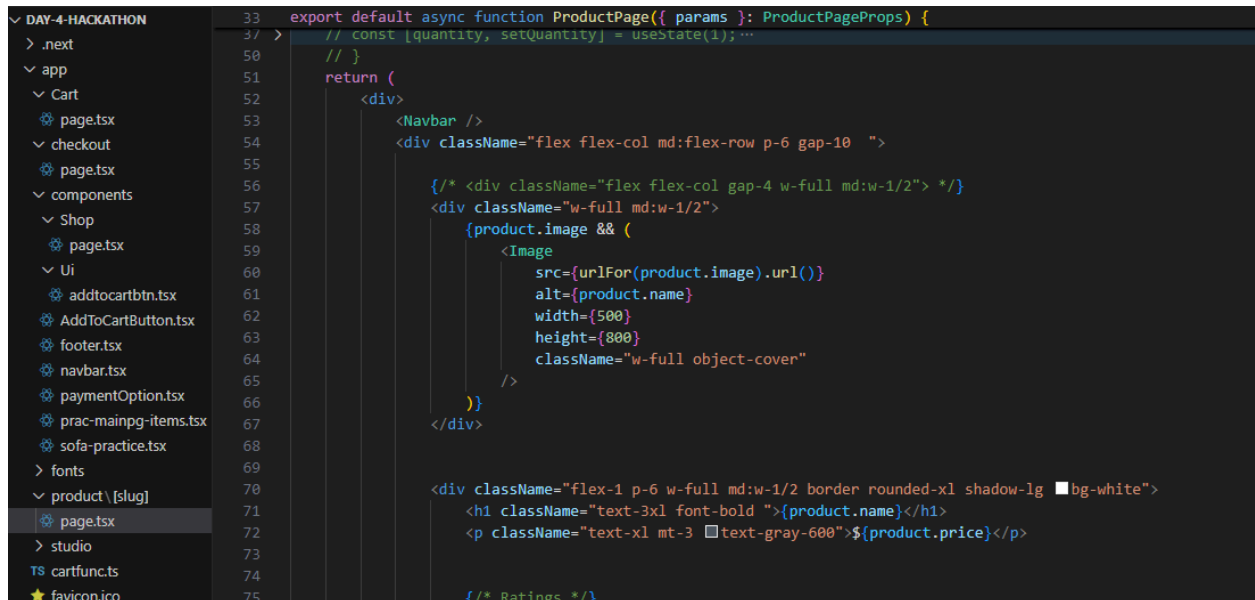 DAY-4-HACKATHON
.next
app
Cart
page.tsx
checkout
page.tsx
components
Shop
page.tsx
Ui
addtocartbtn.tsx
AddToCartButton.tsx
footer.tsx
navbar.tsx
paymentOption.tsx
prac-mainpg-items.tsx
sofa-practice.tsx
fonts
product\[slug]
page.tsx
studio
TS cartfunc.ts
favicon.ico
33 export default async function ProductPage({ params }: ProductPageProps) {
37 // const [quantity, setQuantity] = useState(1);…
50 // }
51 return (
52 <div>
53 <Navbar />
54 <div className="flex flex-col md:flex-row p-6 gap-10  ">
55
56 {/* <div className="flex flex-col gap-4 w-full md:w-1/2"> */}
57 <div className="w-full md:w-1/2">
58 {product.image && (
59 <Image
60 src={urlFor(product.image).url()}
61 alt={product.name}
62 width={500}
63 height={800}
64 className="w-full object-cover"
65 />
66 )}
67 </div>
68
69
70 <div className="flex-1 p-6 w-full md:w-1/2 border rounded-xl shadow-lg bg-white">
71 <h1 className="text-3xl font-bold ">{product.name}</h1>
72 <p className="text-xl mt-3 text-gray-600">${product.price}</p>
73
74
75 {/* Ratings */}